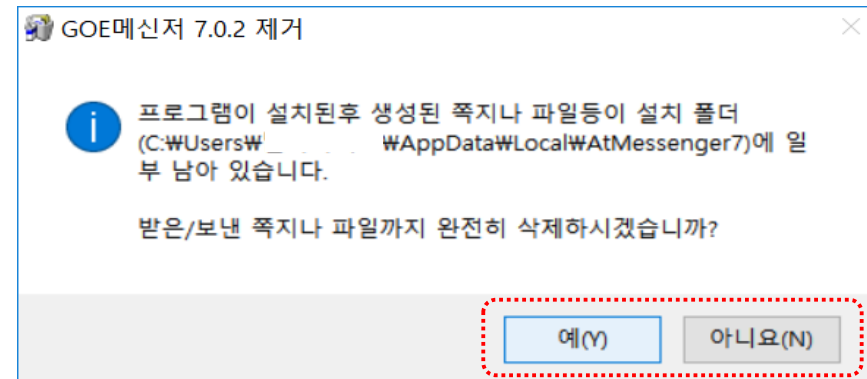 GOE메신저 7.0.2 제거
프로그램이 설치된후 생성된 쪽지나 파일등이 설치 폴더
(C:₩Users₩ ₩AppData₩Local₩AtMessenger7)에 일
부 남아 있습니다.
받은/보낸 쪽지나 파일까지 완전히 삭제하시겠습니까?
예(Y) 아니요(N)